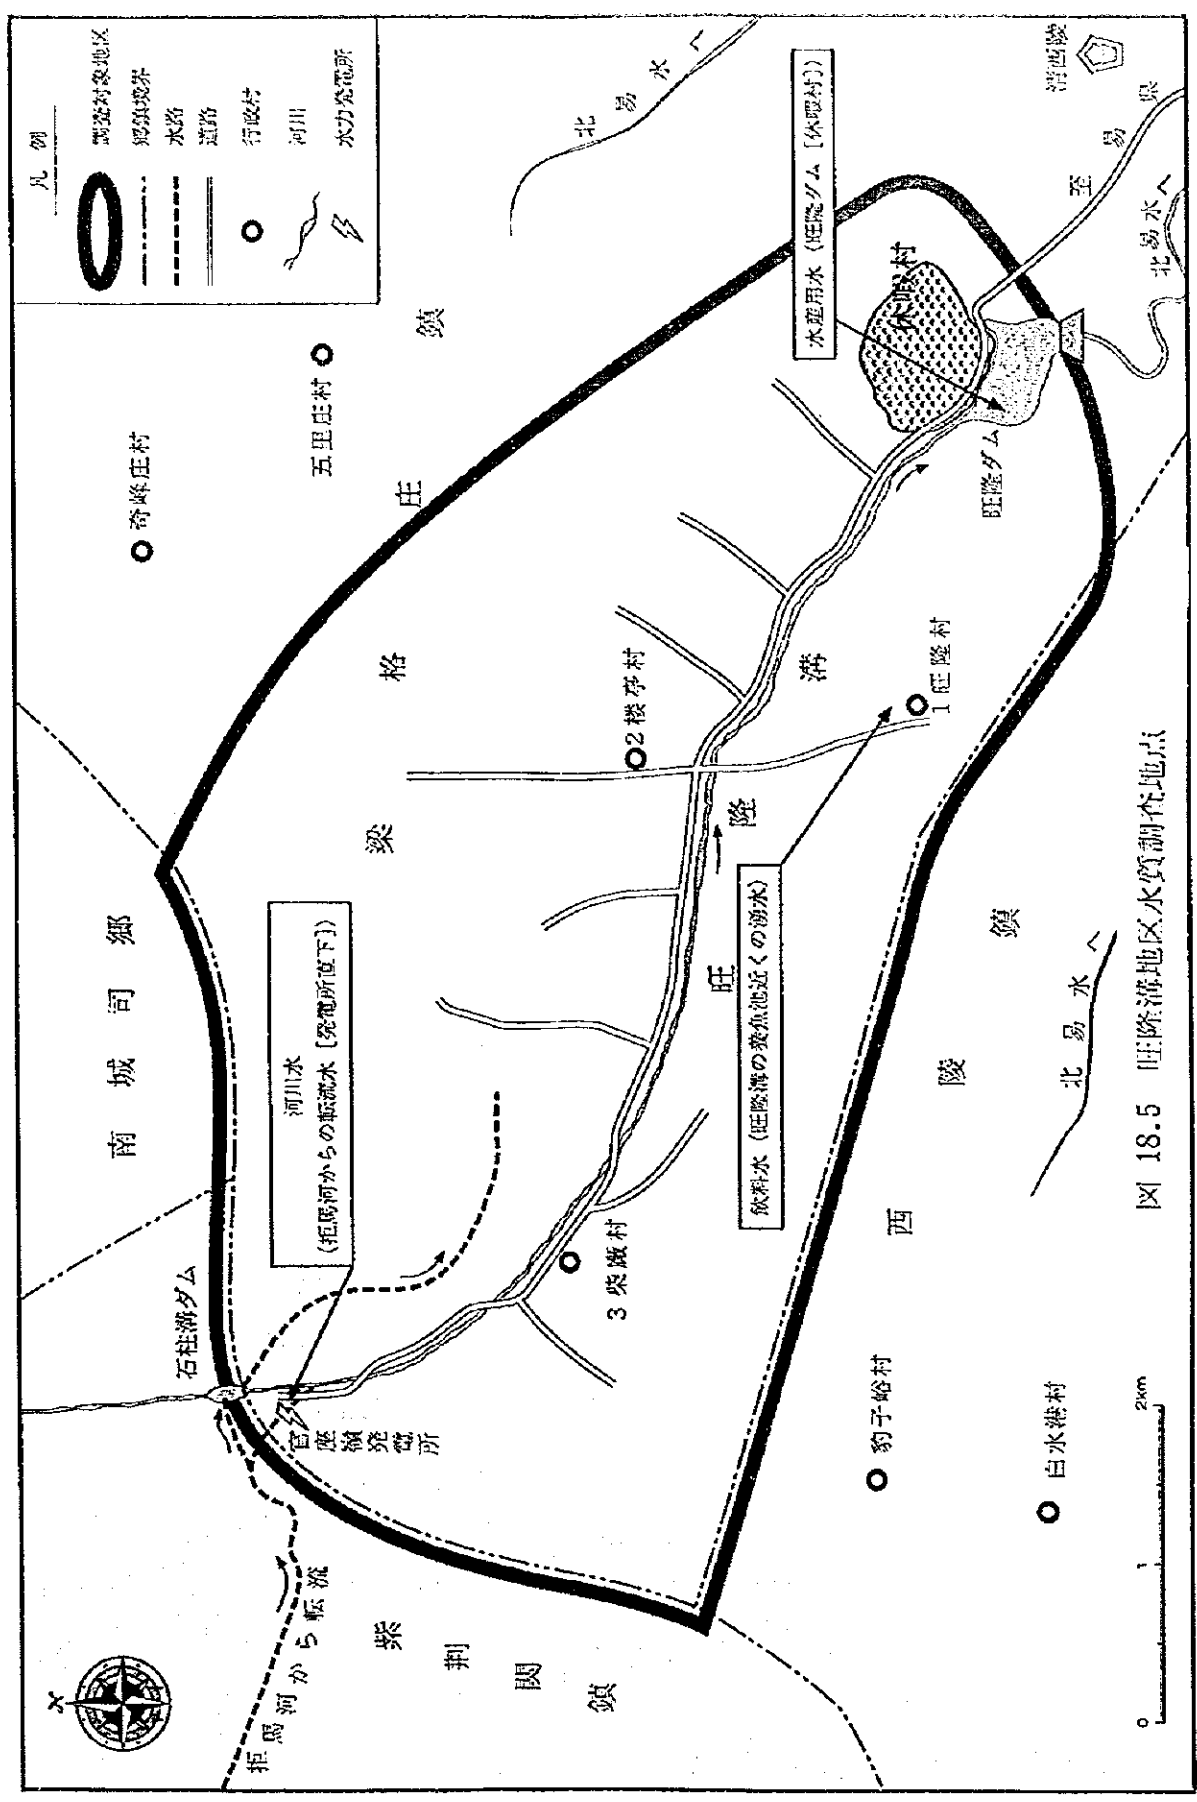 凡例
調査対象地区
郷鎮境界
水路
道路
行政村
河川
水力発電所
北易水へ
清西陵
至易県
北易水へ
水産用水（旺隆ダム［休暇村］）
休暇村
旺隆ダム
奇峰庄村
五里庄村
梁格庄鎮
2楼亭村
1旺隆村
旺隆溝
南城司郷
河川水
（拒馬河からの転流水［発電所直下］）
飲料水（旺隆溝の養魚池近くの湧水）
石柱溝ダム
官座嶺発電所
3柴厰村
西陵鎮
北易水へ
豹子峪村
白水港村
拒馬河から転流
紫荊関鎮
0 1 2km
図 18.5 旺隆溝地区水質調査地点